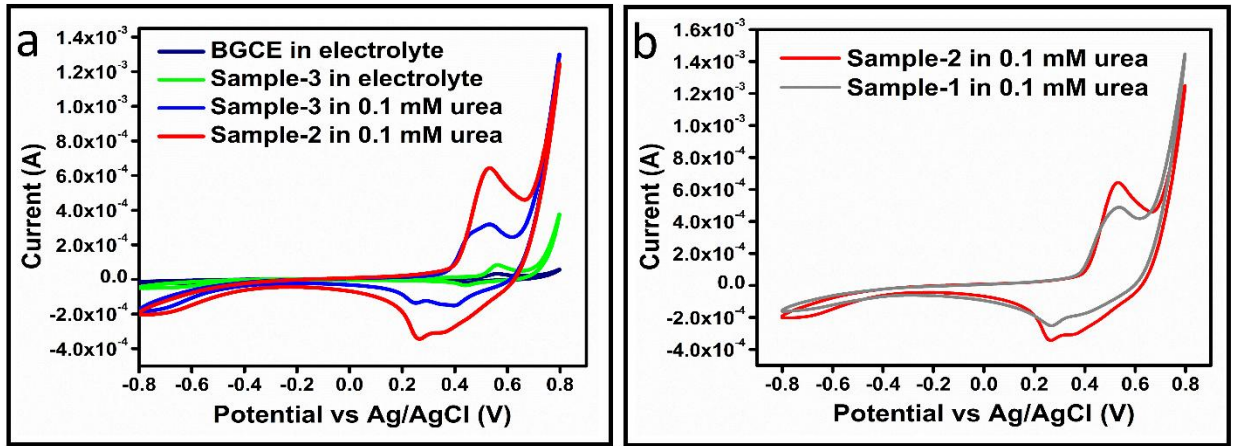 a
BGCE in electrolyte
Sample-3 in electrolyte
Sample-3 in 0.1 mM urea
Sample-2 in 0.1 mM urea
Current (A)
1.4x10⁻³
1.2x10⁻³
1.0x10⁻³
8.0x10⁻⁴
6.0x10⁻⁴
4.0x10⁻⁴
2.0x10⁻⁴
0.0
-2.0x10⁻⁴
-4.0x10⁻⁴
-0.8 -0.6 -0.4 -0.2 0.0 0.2 0.4 0.6 0.8
Potential vs Ag/AgCl (V)
b
Sample-2 in 0.1 mM urea
Sample-1 in 0.1 mM urea
Current (A)
1.6x10⁻³
1.4x10⁻³
1.2x10⁻³
1.0x10⁻³
8.0x10⁻⁴
6.0x10⁻⁴
4.0x10⁻⁴
2.0x10⁻⁴
0.0
-2.0x10⁻⁴
-4.0x10⁻⁴
-0.8 -0.6 -0.4 -0.2 0.0 0.2 0.4 0.6 0.8
Potential vs Ag/AgCl (V)